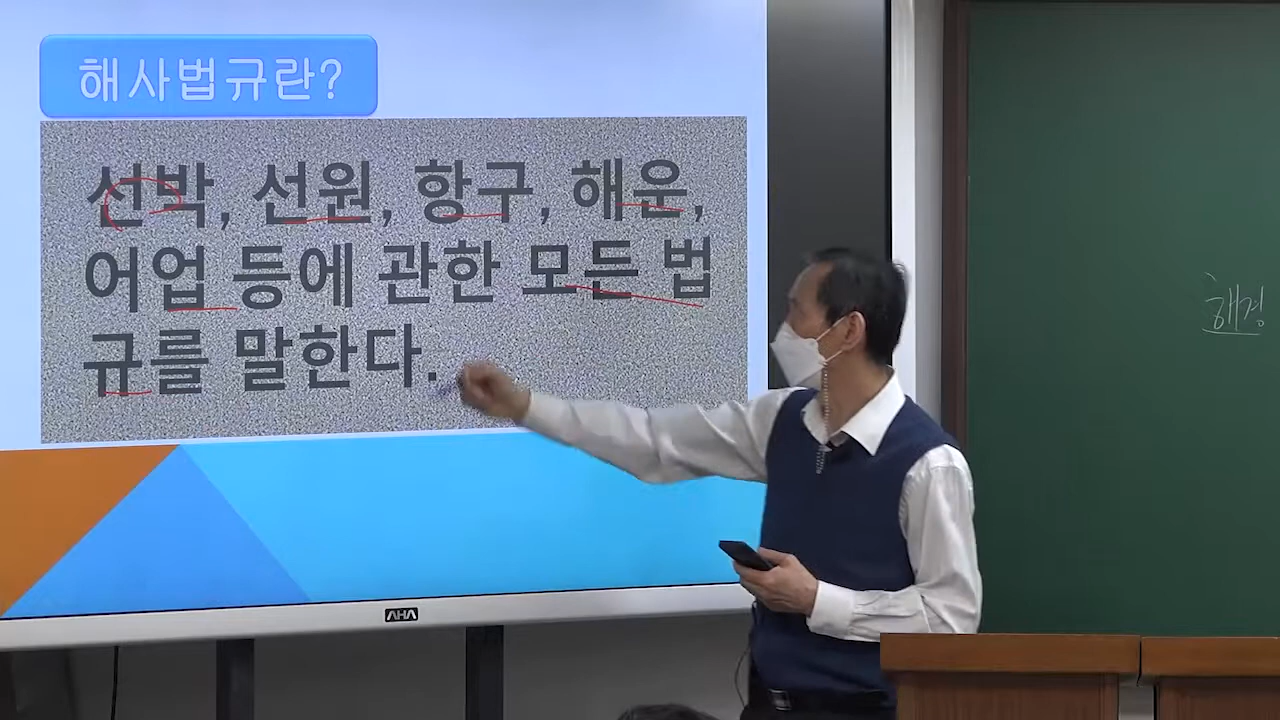 해사법규란?
선박, 선원, 항구, 해운,
어업 등에 관한 모든 법
규를 말한다.
AHA
해경